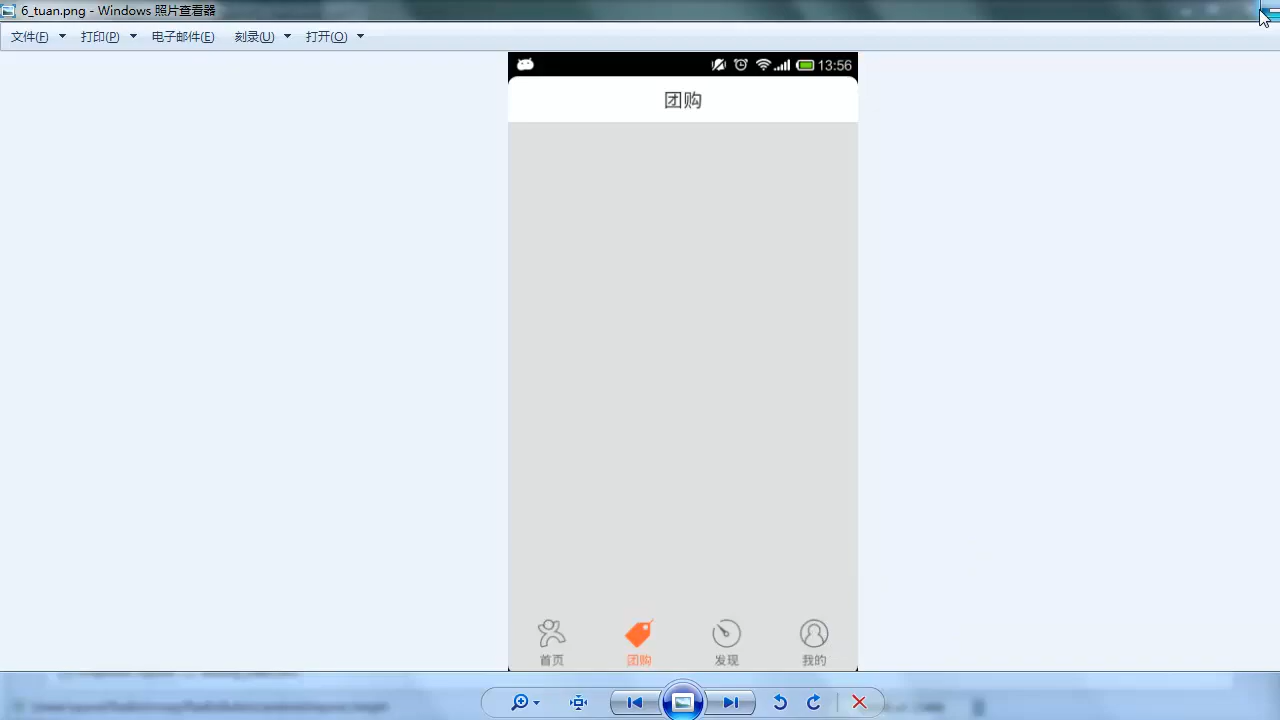 6_tuan.png - Windows 照片查看器
文件(F) 打印(P) 电子邮件(E) 刻录(U) 打开(O)
13:56
团购
首页 团购 发现 我的